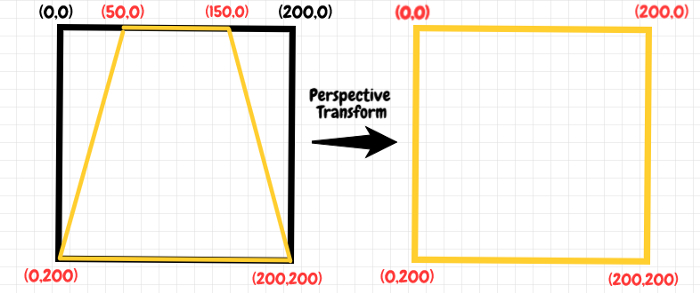 (0,0) (50,0) (150,0) (200,0) (0,0) (200,0)
Perspective
Transform
(0,200) (200,200) (0,200) (200,200)